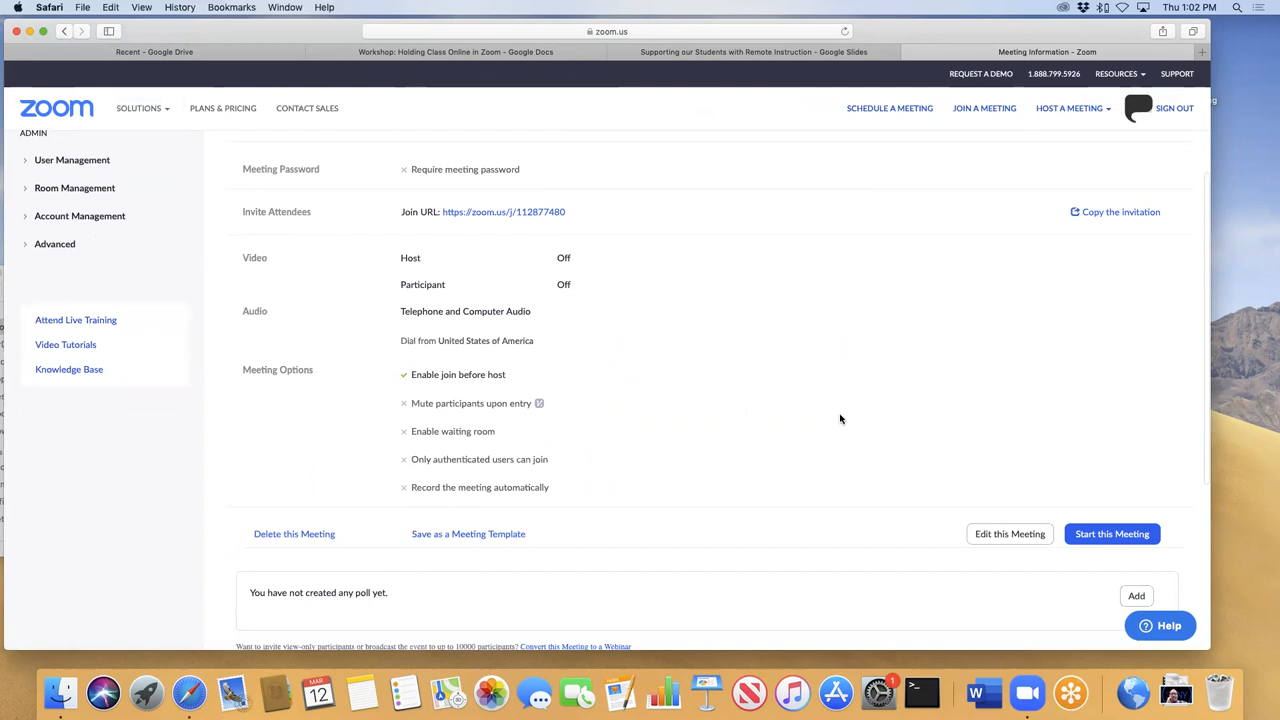 Safari File Edit View History Bookmarks Window Help Thu 1:02 PM
zoom.us
Recent - Google Drive Workshop: Holding Class Online in Zoom - Google Docs Supporting our Students with Remote Instruction - Google Slides Meeting Information - Zoom
REQUEST A DEMO 1.888.799.5926 RESOURCES SUPPORT
zoom SOLUTIONS PLANS & PRICING CONTACT SALES SCHEDULE A MEETING JOIN A MEETING HOST A MEETING SIGN OUT
ADMIN
User Management
Room Management
Account Management
Advanced
Attend Live Training
Video Tutorials
Knowledge Base
Meeting Password Require meeting password
Invite Attendees Join URL: https://zoom.us/j/112877480 Copy the invitation
Video Host Off
Participant Off
Audio Telephone and Computer Audio
Dial from United States of America
Meeting Options Enable join before host
Mute participants upon entry
Enable waiting room
Only authenticated users can join
Record the meeting automatically
Delete this Meeting Save as a Meeting Template Edit this Meeting Start this Meeting
You have not created any poll yet. Add
Help
Want to invite view-only participants or broadcast the event to up to 10000 participants? Convert this Meeting to a Webinar
MAR
12
1